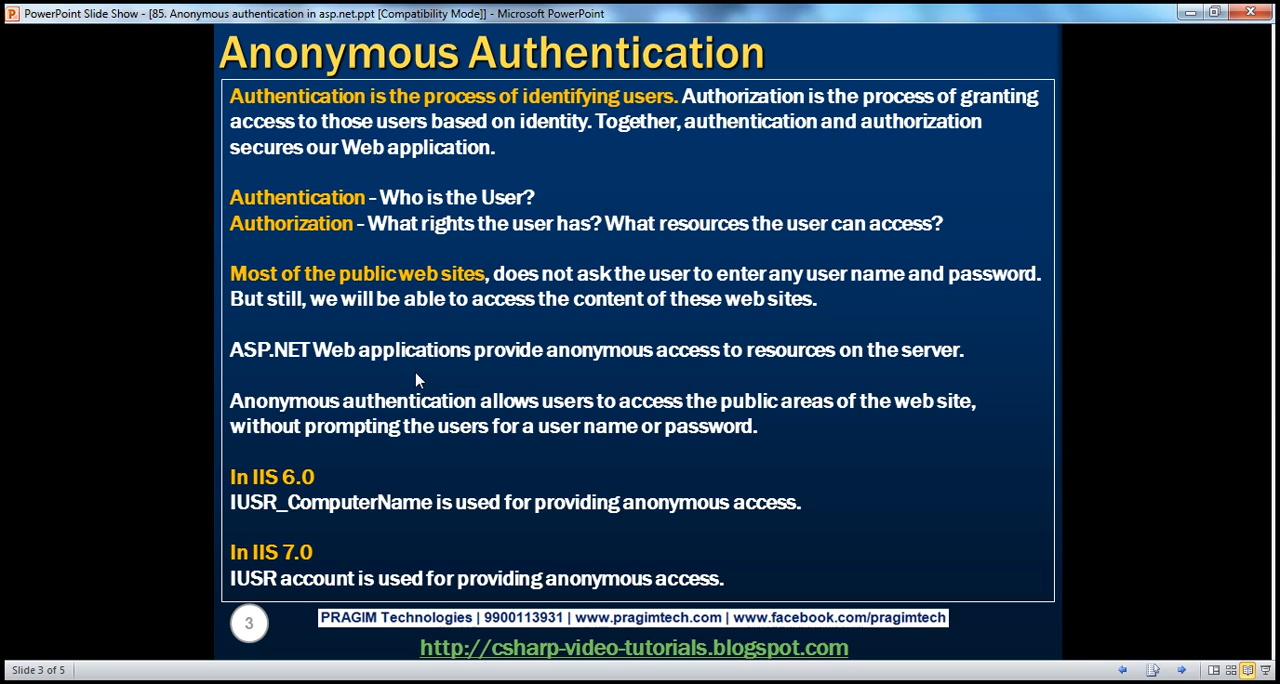 PowerPoint Slide Show - [85. Anonymous authentication in asp.net.ppt [Compatibility Mode]] - Microsoft PowerPoint
Anonymous Authentication
Authentication is the process of identifying users. Authorization is the process of granting
access to those users based on identity. Together, authentication and authorization
secures our Web application.
Authentication – Who is the User?
Authorization – What rights the user has? What resources the user can access?
Most of the public web sites, does not ask the user to enter any user name and password.
But still, we will be able to access the content of these web sites.
ASP.NET Web applications provide anonymous access to resources on the server.
Anonymous authentication allows users to access the public areas of the web site,
without prompting the users for a user name or password.
In IIS 6.0
IUSR_ComputerName is used for providing anonymous access.
In IIS 7.0
IUSR account is used for providing anonymous access.
3
PRAGIM Technologies | 9900113931 | www.pragimtech.com | www.facebook.com/pragimtech
http://csharp-video-tutorials.blogspot.com
Slide 3 of 5